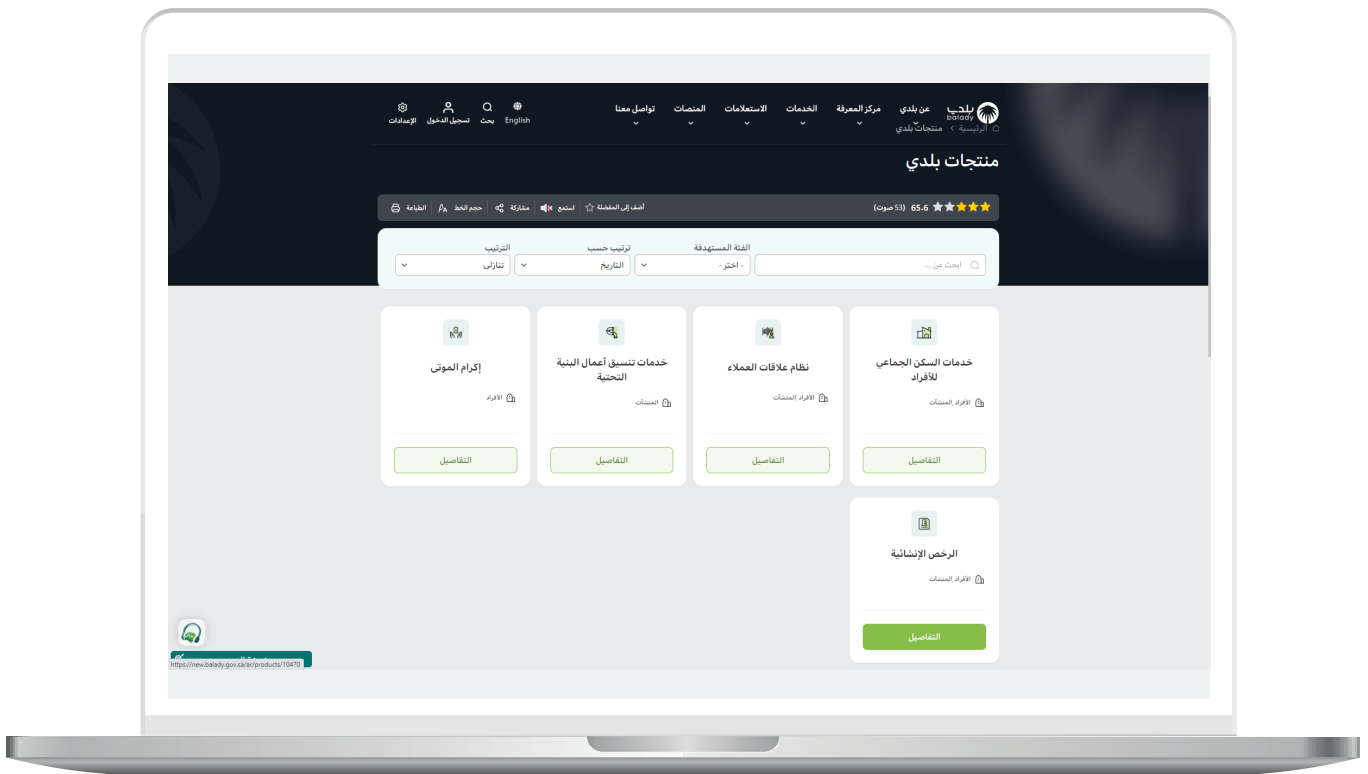 بلدي
balady
عن بلدي
مركز المعرفة
الخدمات
الاستعلامات
المنصات
تواصل معنا
English
بحث
تسجيل الدخول
الإعدادات
الرئيسية > منتجات بلدي
منتجات بلدي
65.6 (53 صوت)
أضف إلى المفضلة
استمع
مشاركة
حجم الخط
الطباعة
ابحث عن ...
الفئة المستهدفة
- اختر -
ترتيب حسب
التاريخ
الترتيب
تنازلي
خدمات السكن الجماعي
للأفراد
الأفراد, المنشآت
التفاصيل
نظام علاقات العملاء
الأفراد, المنشآت
التفاصيل
خدمات تنسيق أعمال البنية
التحتية
المنشآت
التفاصيل
إكرام الموتى
الأفراد
التفاصيل
الرخص الإنشائية
الأفراد, المنشآت
التفاصيل
https://new.balady.gov.sa/ar/products/10470